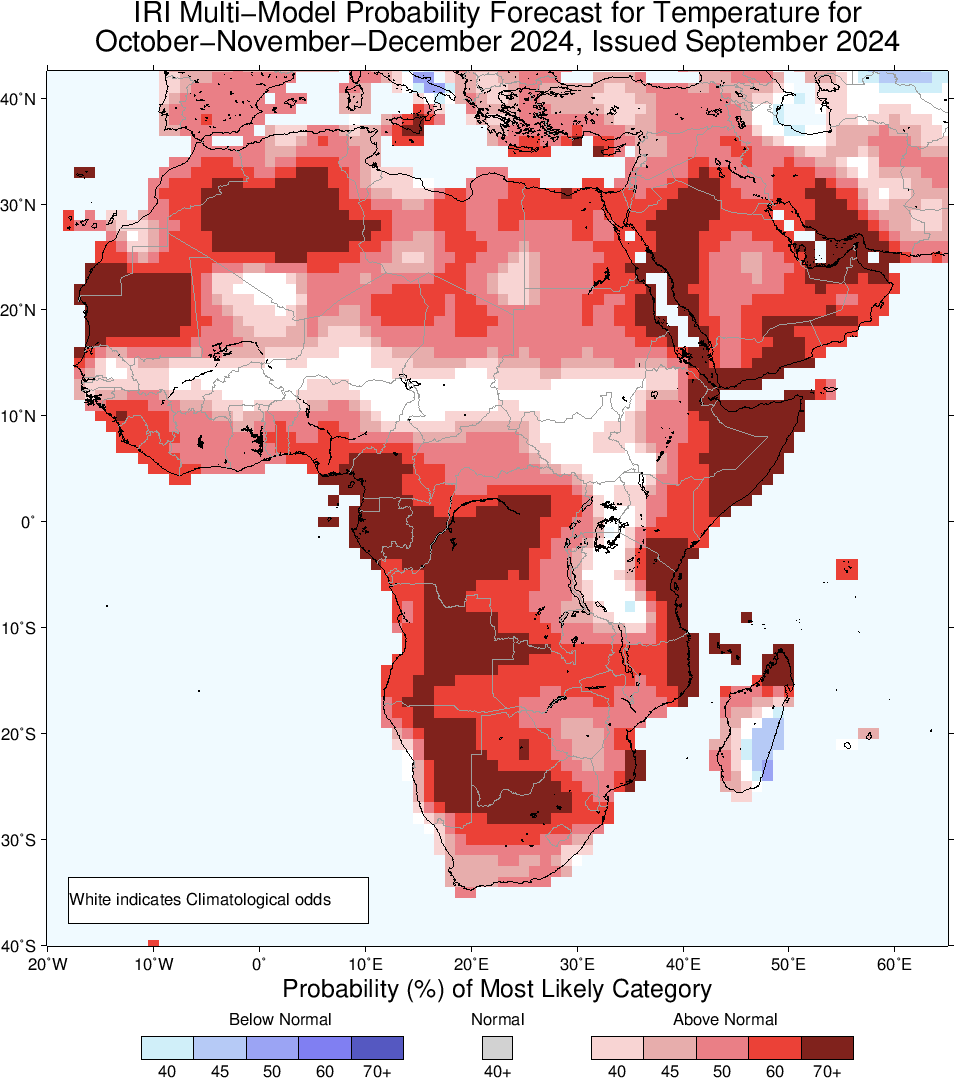 IRI Multi−Model Probability Forecast for Temperature for
October−November−December 2024, Issued September 2024
40˚N
30˚N
20˚N
10˚N
0˚
10˚S
20˚S
30˚S
White indicates Climatological odds
40˚S
20˚W 10˚W 0˚ 10˚E 20˚E 30˚E 40˚E 50˚E 60˚E
Probability (%) of Most Likely Category
Below Normal Normal Above Normal
40 45 50 60 70+ 40+ 40 45 50 60 70+